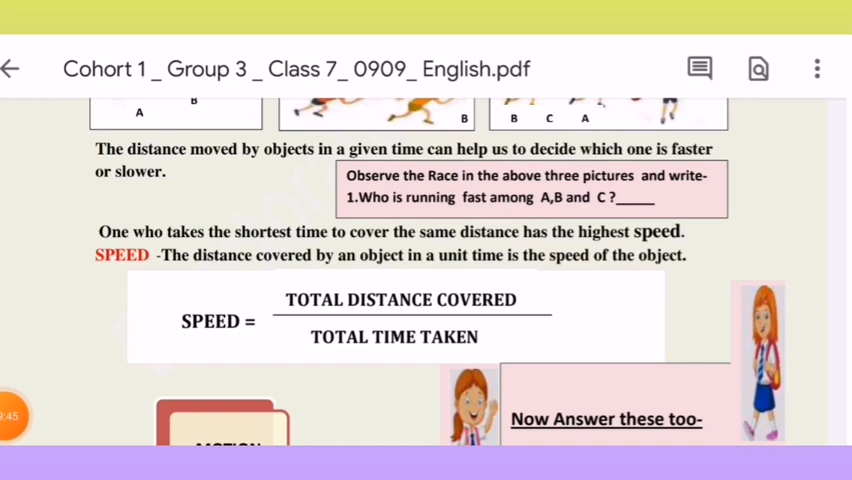 Cohort 1 _ Group 3 _ Class 7_ 0909_ English.pdf
A
B
B
B C A
The distance moved by objects in a given time can help us to decide which one is faster
or slower.
Observe the Race in the above three pictures and write-
1.Who is running fast among A,B and C ?_____
One who takes the shortest time to cover the same distance has the highest speed.
SPEED -The distance covered by an object in a unit time is the speed of the object.
SPEED =
TOTAL DISTANCE COVERED
TOTAL TIME TAKEN
9:45
MOTION
Now Answer these too-